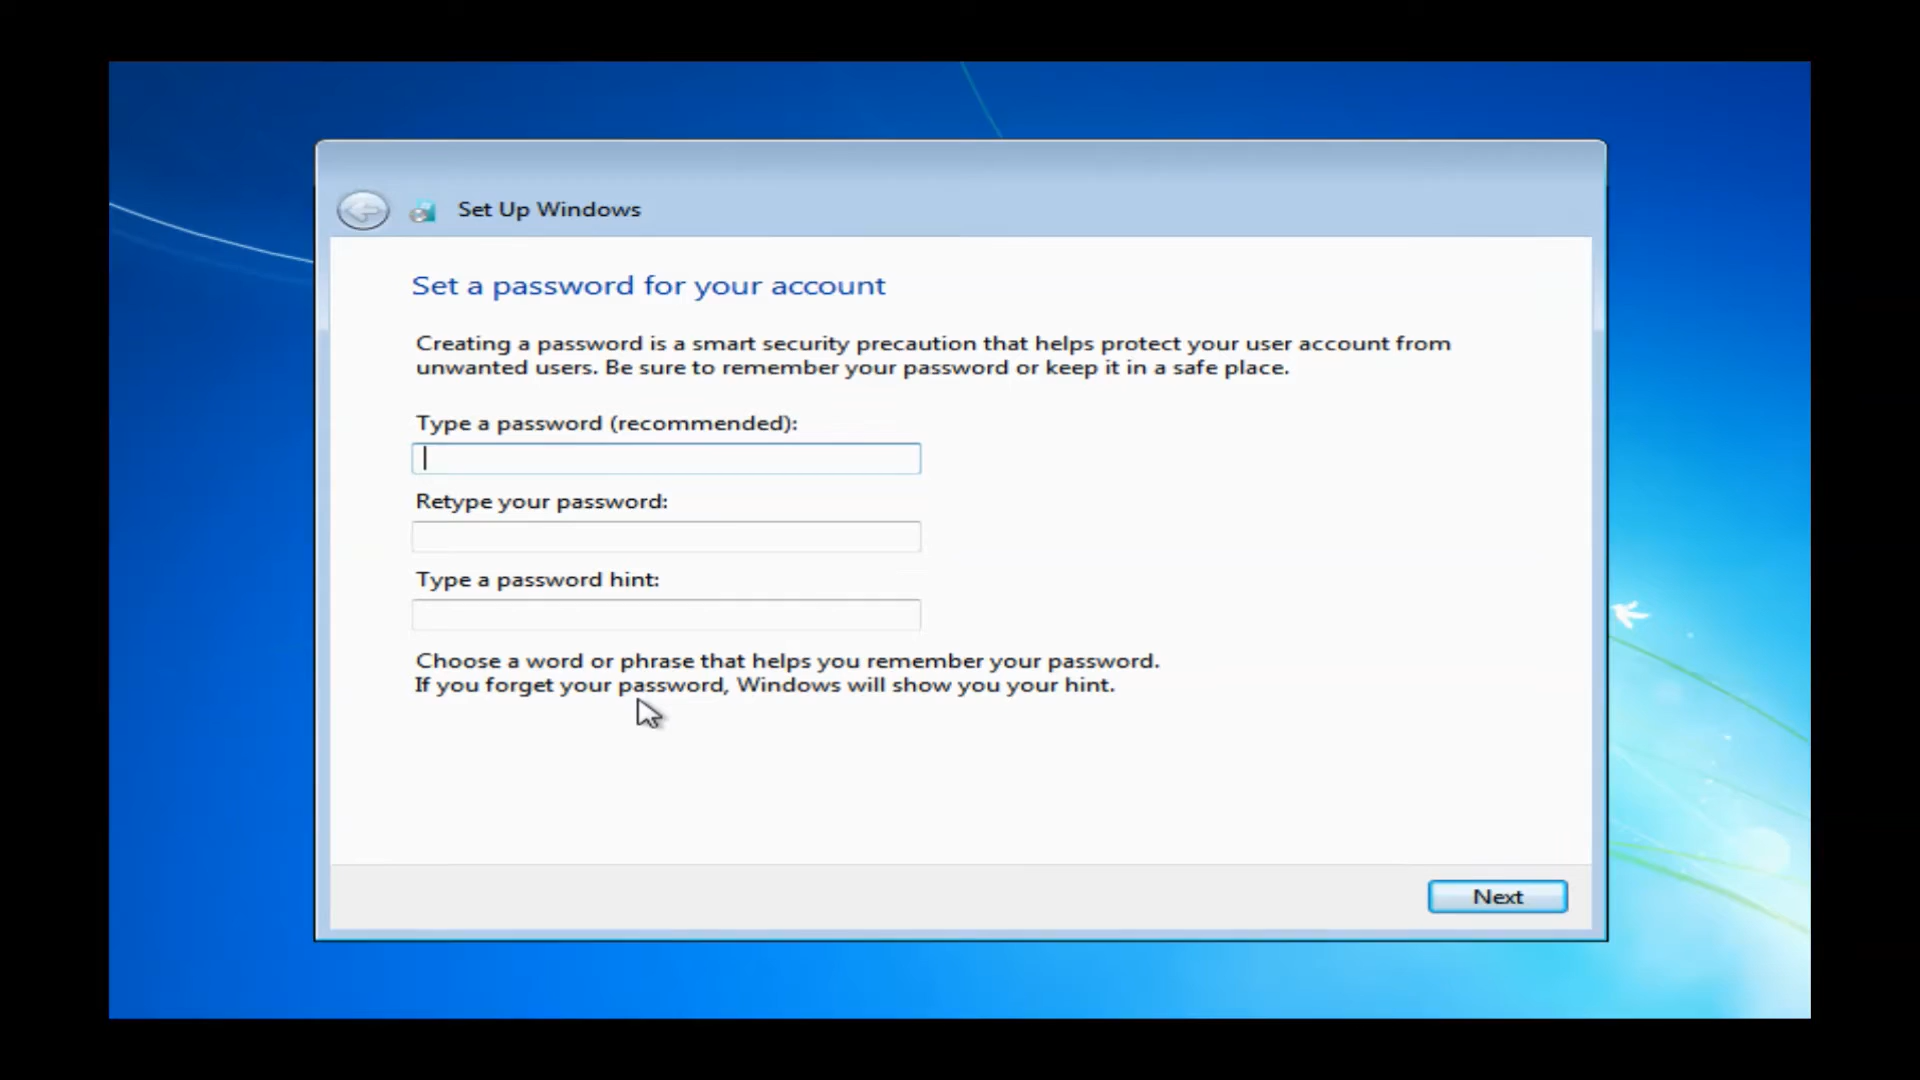 Set Up Windows
Set a password for your account
Creating a password is a smart security precaution that helps protect your user account from
unwanted users. Be sure to remember your password or keep it in a safe place.
Type a password (recommended):
Retype your password:
Type a password hint:
Choose a word or phrase that helps you remember your password.
If you forget your password, Windows will show you your hint.
Next